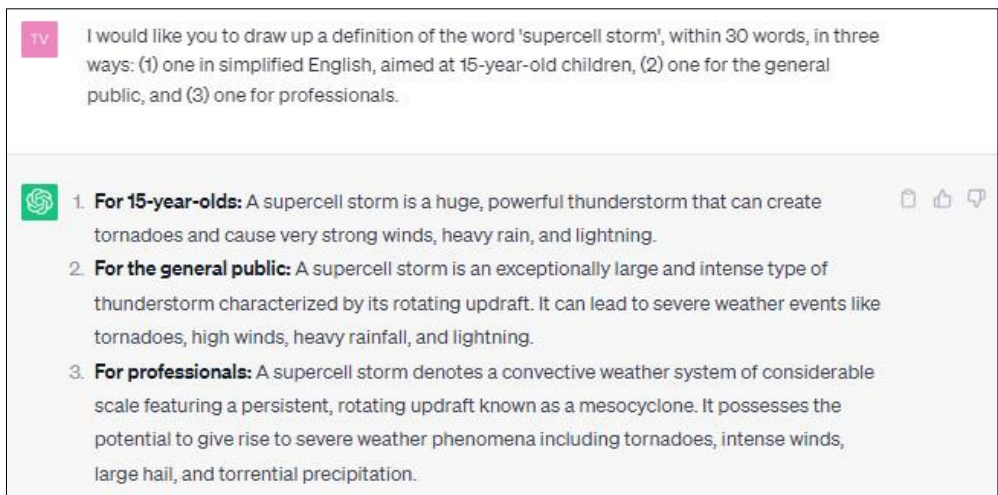 TV
I would like you to draw up a definition of the word 'supercell storm', within 30 words, in three
ways: (1) one in simplified English, aimed at 15-year-old children, (2) one for the general
public, and (3) one for professionals.
1. For 15-year-olds: A supercell storm is a huge, powerful thunderstorm that can create
tornadoes and cause very strong winds, heavy rain, and lightning.
2. For the general public: A supercell storm is an exceptionally large and intense type of
thunderstorm characterized by its rotating updraft. It can lead to severe weather events like
tornadoes, high winds, heavy rainfall, and lightning.
3. For professionals: A supercell storm denotes a convective weather system of considerable
scale featuring a persistent, rotating updraft known as a mesocyclone. It possesses the
potential to give rise to severe weather phenomena including tornadoes, intense winds,
large hail, and torrential precipitation.